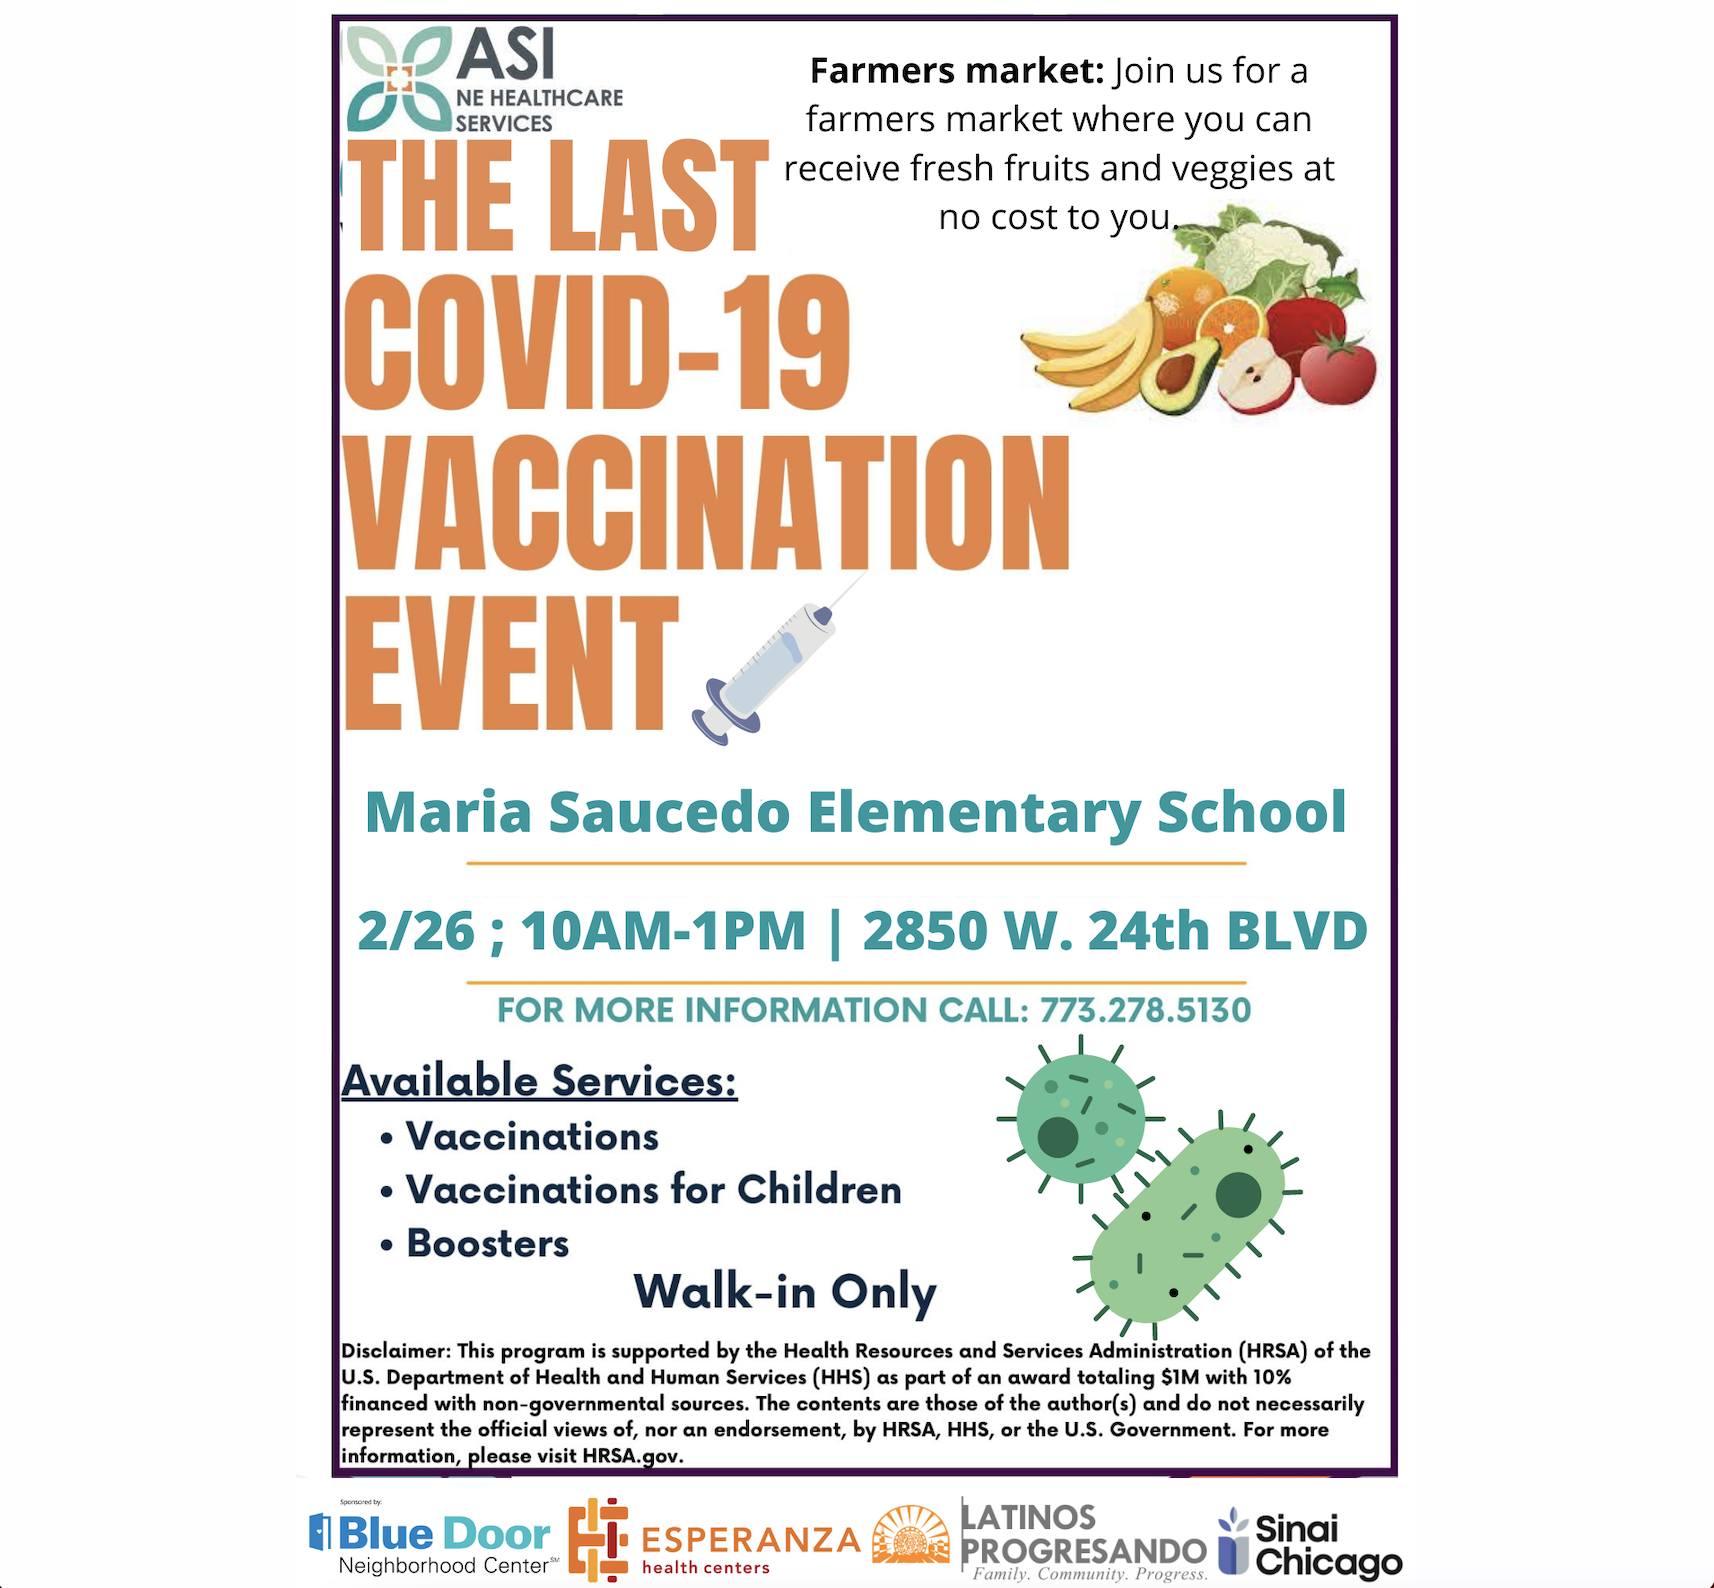 ASI
NE HEALTHCARE
SERVICES
Farmers market: Join us for a
farmers market where you can
receive fresh fruits and veggies at
no cost to you.
THE LAST
COVID-19
VACCINATION
EVENT
Maria Saucedo Elementary School
2/26 ; 10AM-1PM | 2850 W. 24th BLVD
FOR MORE INFORMATION CALL: 773.278.5130
Available Services:
• Vaccinations
• Vaccinations for Children
• Boosters
Walk-in Only
Disclaimer: This program is supported by the Health Resources and Services Administration (HRSA) of the
U.S. Department of Health and Human Services (HHS) as part of an award totaling $1M with 10%
financed with non-governmental sources. The contents are those of the author(s) and do not necessarily
represent the official views of, nor an endorsement, by HRSA, HHS, or the U.S. Government. For more
information, please visit HRSA.gov.
Sponsored by:
Blue Door
Neighborhood Center℠
ESPERANZA
health centers
LATINOS
PROGRESANDO
Family. Community. Progress.
Sinai
Chicago